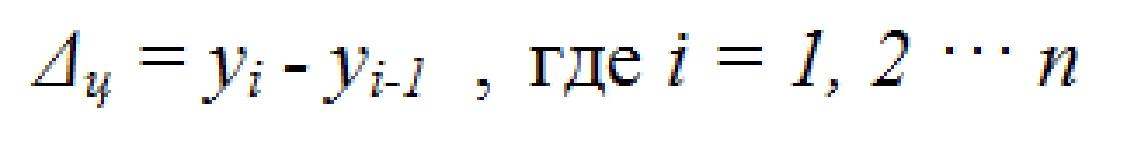 Δц = yi - yi-1 , где i = 1, 2 ⋯ n